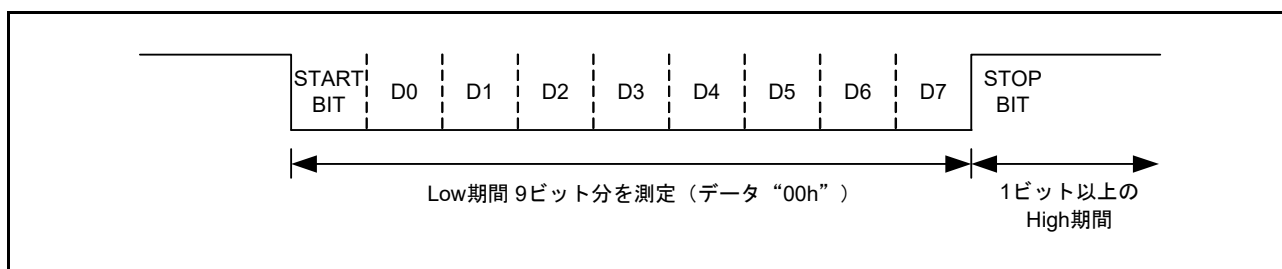 START BIT D0 D1 D2 D3 D4 D5 D6 D7 STOP BIT
Low期間 9ビット分を測定（データ“00h”）
1ビット以上の
High期間